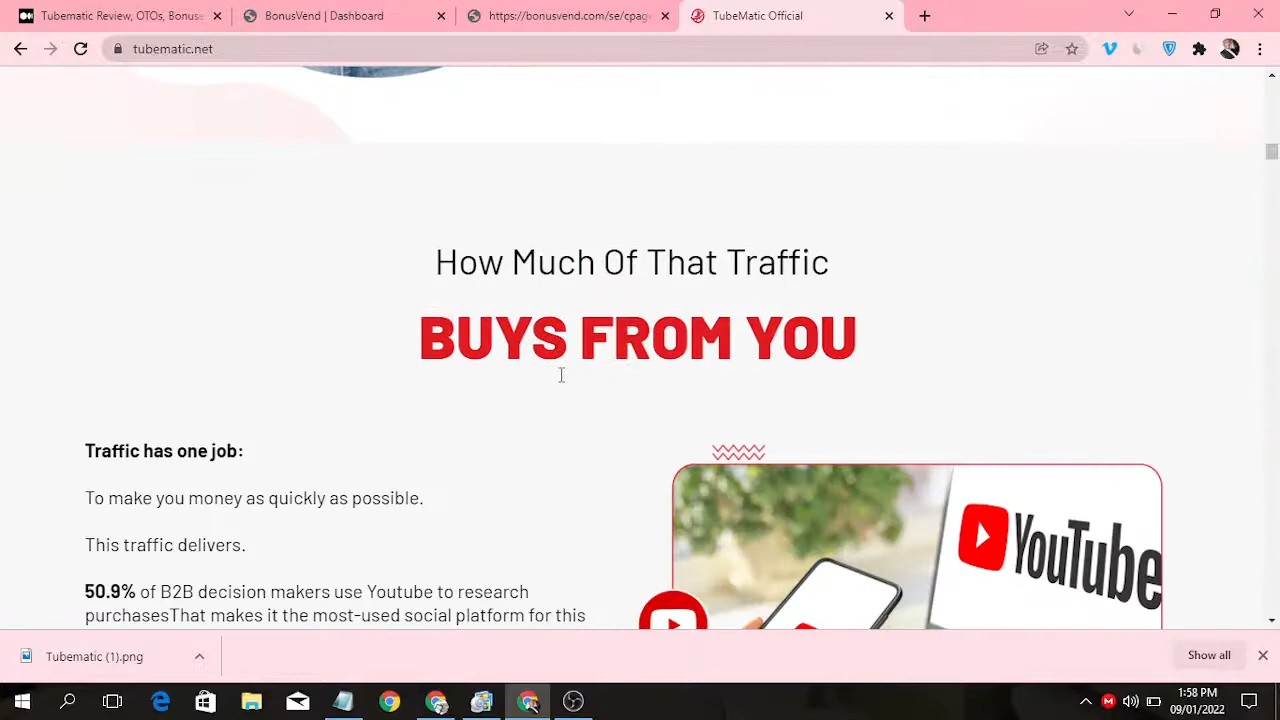 TubeMatic Review, OTOs, Bonuse
BonusVend | Dashboard
https://bonusvend.com/se/cpage
TubeMatic Official
tubematic.net
How Much Of That Traffic
BUYS FROM YOU
Traffic has one job:
To make you money as quickly as possible.
This traffic delivers.
50.9% of B2B decision makers use Youtube to research
purchasesThat makes it the most-used social platform for this
YouTube
Tubematic (1).png
Show all
1:58 PM
09/01/2022